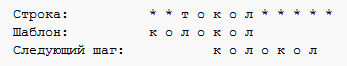 Строка: * * т о к о л * * * * *
Шаблон: к о л о к о л
Следующий шаг: к о л о к о л